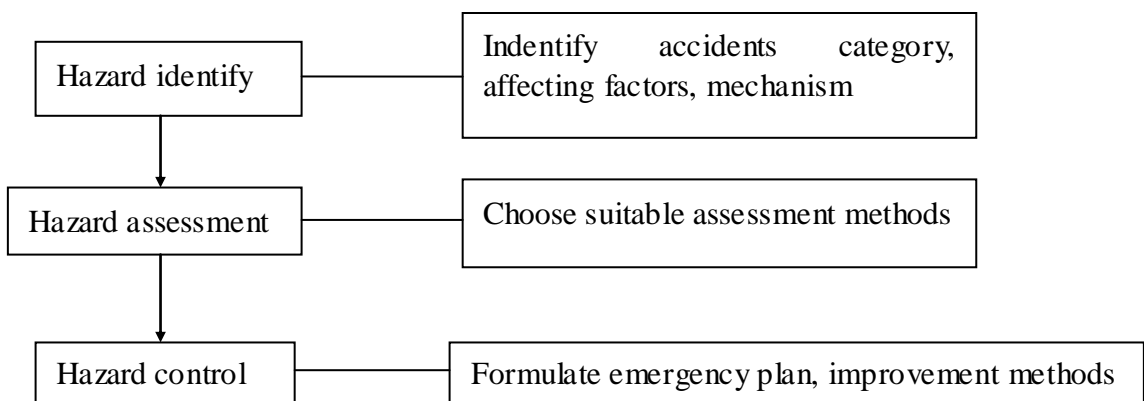 Hazard identify
Indentify accidents category,
affecting factors, mechanism
Hazard assessment
Choose suitable assessment methods
Hazard control
Formulate emergency plan, improvement methods